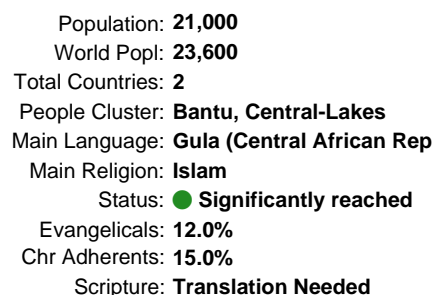 Population: 21,000
World Popl: 23,600
Total Countries: 2
People Cluster: Bantu, Central-Lakes
Main Language: Gula (Central African Rep
Main Religion: Islam
Status: Significantly reached
Evangelicals: 12.0%
Chr Adherents: 15.0%
Scripture: Translation Needed